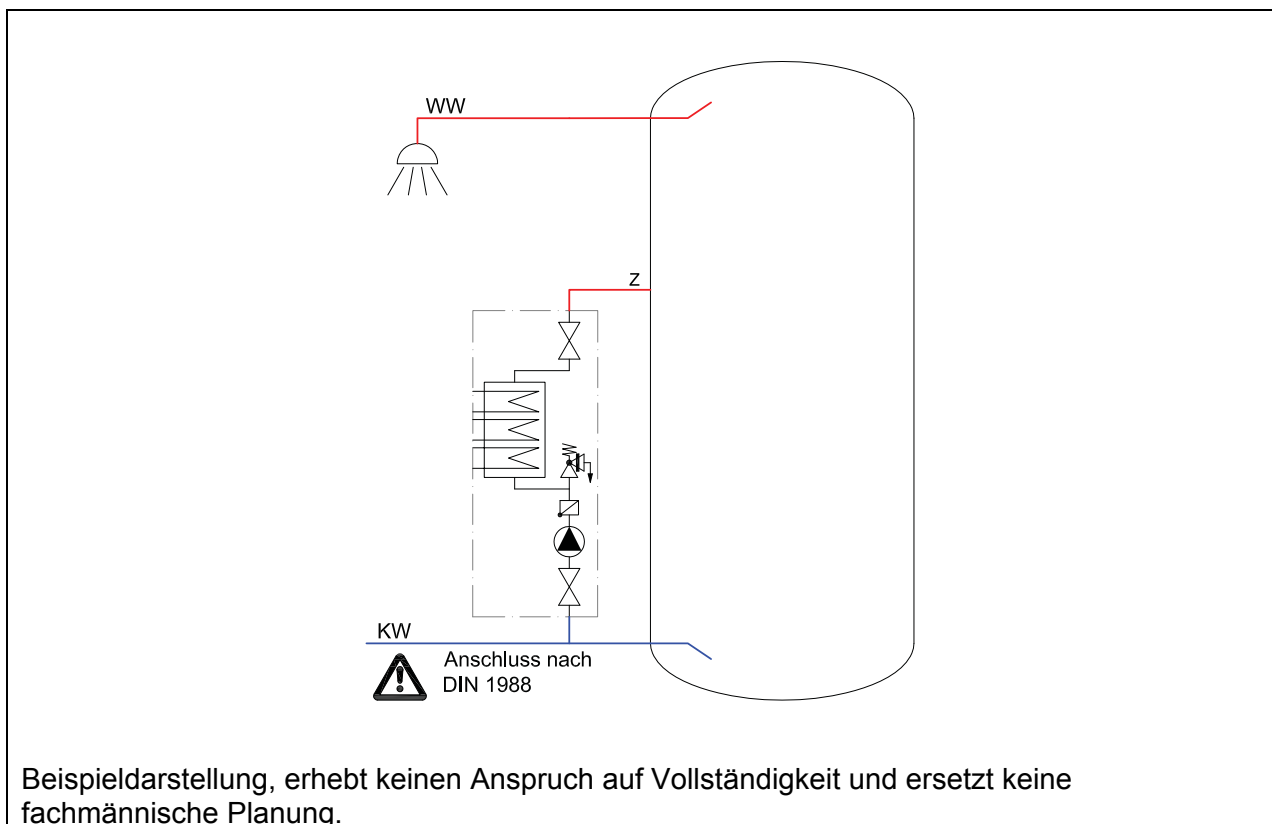 WW
Z
KW
Anschluss nach
DIN 1988
Beispieldarstellung, erhebt keinen Anspruch auf Vollständigkeit und ersetzt keine
fachmännische Planung.